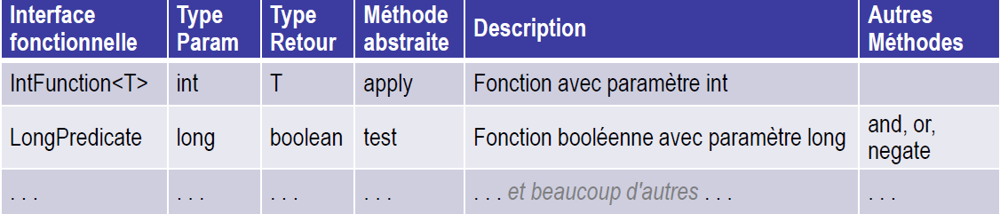 Interface fonctionnelle Type Param Type Retour Méthode abstraite Description Autres Méthodes
IntFunction<T> int T apply Fonction avec paramètre int
LongPredicate long boolean test Fonction booléenne avec paramètre long and, or, negate
. . . . . . . . . . . . . . . et beaucoup d'autres . . . . . .